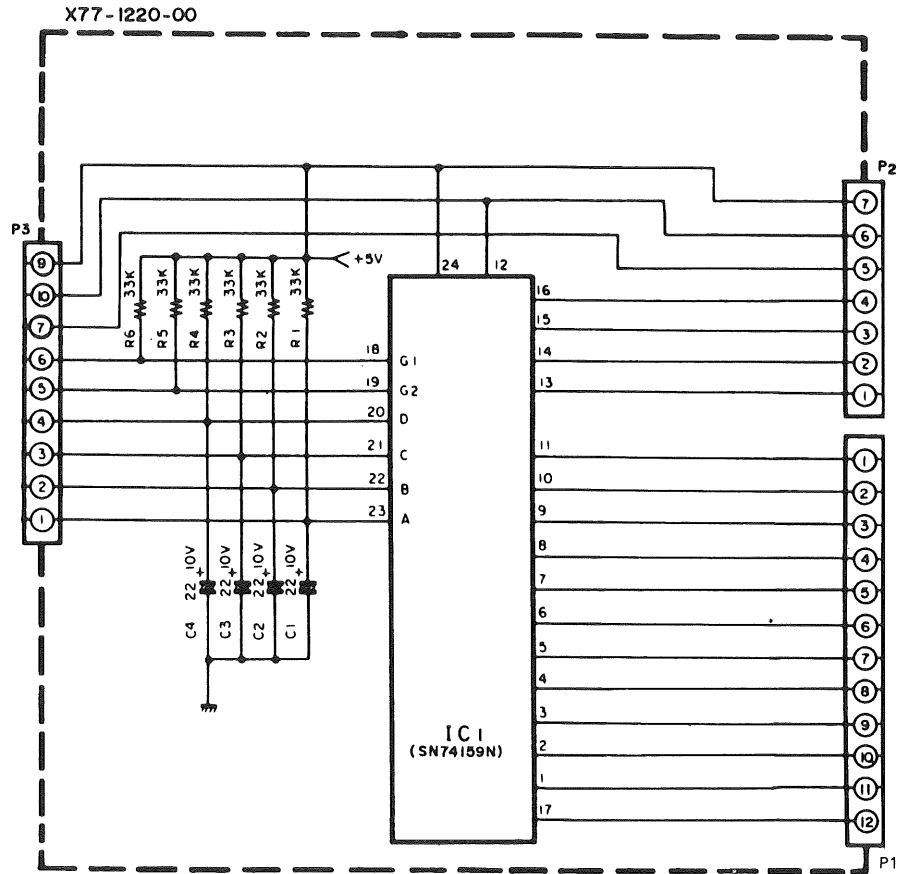 X77-1220-00
P2
P3
+5V
9
10
7
6
5
4
3
2
1
R6 33K
R5 33K
R4 33K
R3 33K
R2 33K
R1 33K
24
12
18 G1
19 G2
20 D
21 C
22 B
23 A
C4 22 10V +
C3 22 10V +
C2 22 10V +
C1 22 10V +
IC1
(SN74159N)
16
15
14
13
11
10
9
8
7
6
5
4
3
2
1
17
7
6
5
4
3
2
1
1
2
3
4
5
6
7
8
9
10
11
12
P1